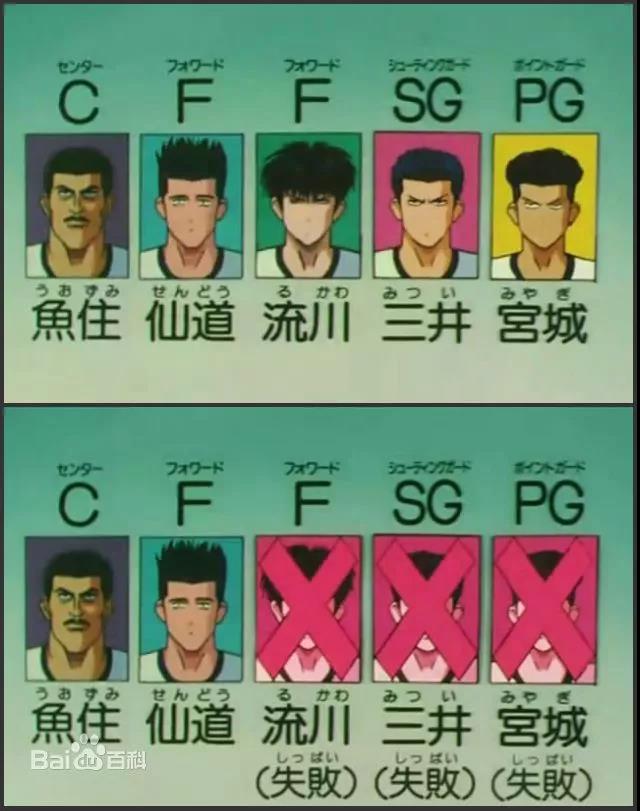 センター フォワード フォワード シューティングガード ポイントガード
C F F SG PG
うおずみ せんどう るかわ みつい みやぎ
魚住 仙道 流川 三井 宮城
センター フォワード フォワード シューティングガード ポイントガード
C F F SG PG
うおずみ せんどう るかわ みつい みやぎ
魚住 仙道 流川 三井 宮城
しっぱい しっぱい しっぱい
(失敗) (失敗) (失敗)
Bai百科